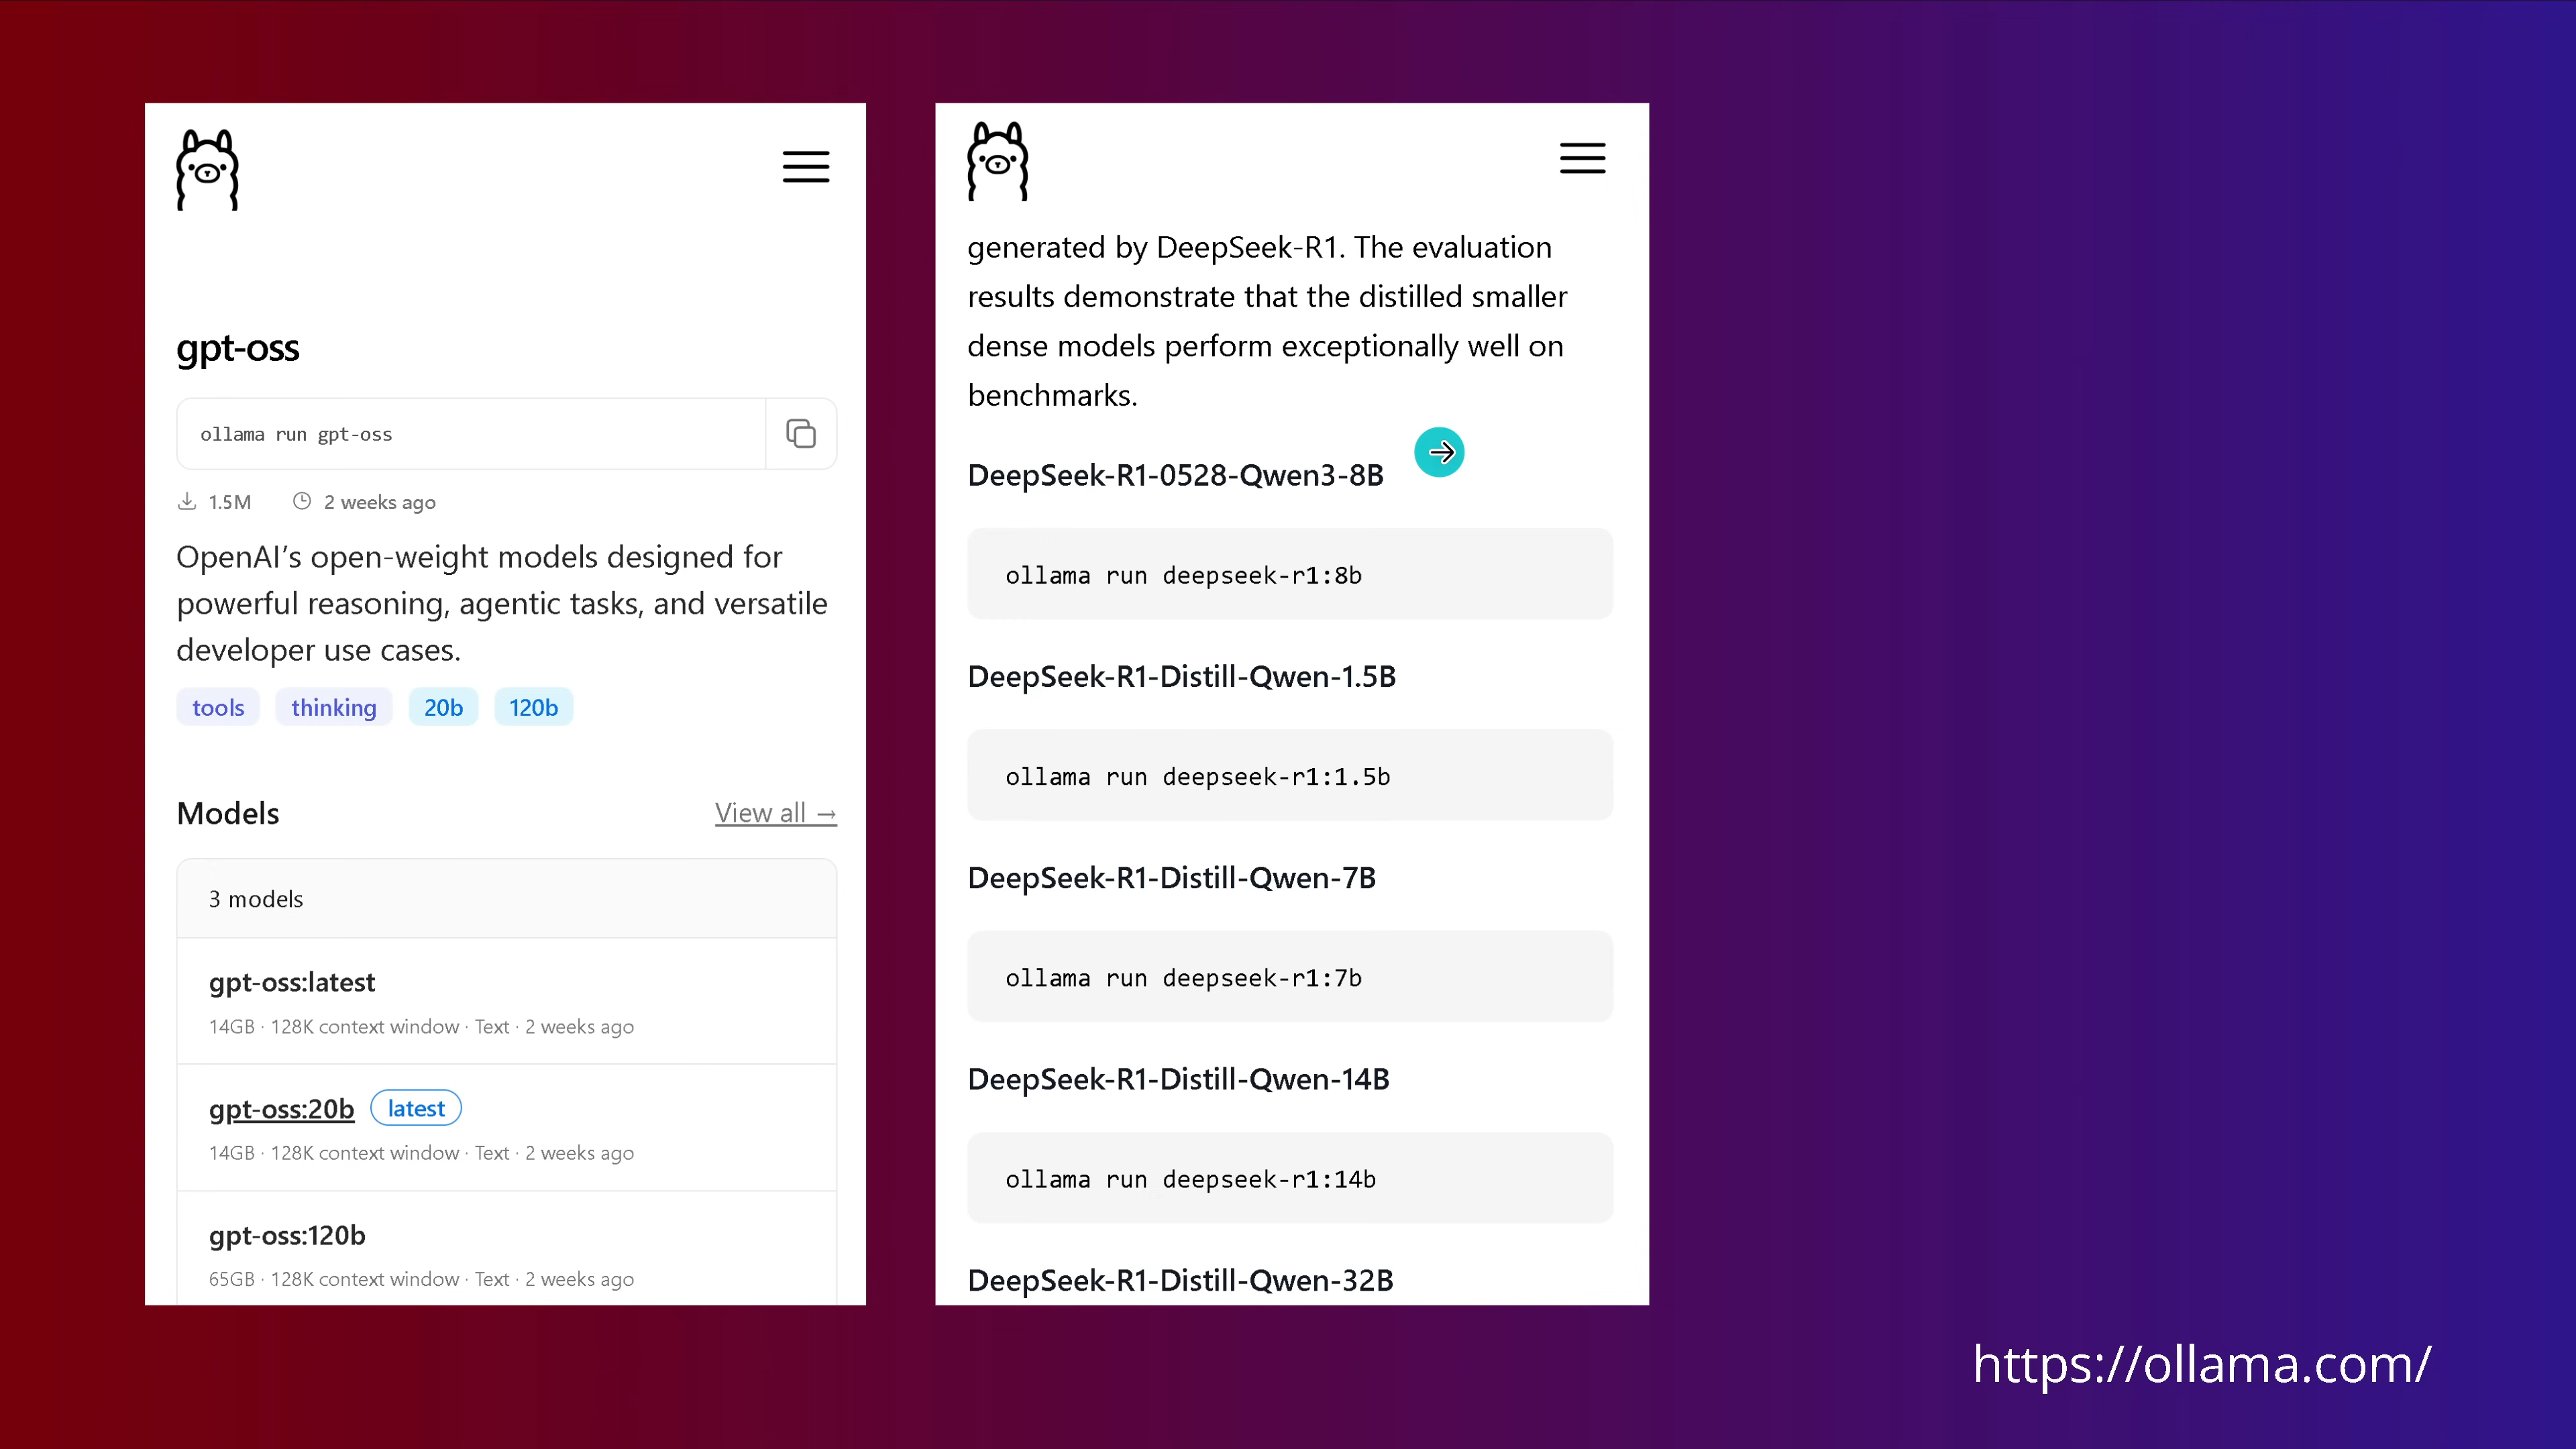 gpt-oss
ollama run gpt-oss
1.5M 2 weeks ago
OpenAI's open-weight models designed for
powerful reasoning, agentic tasks, and versatile
developer use cases.
tools thinking 20b 120b
Models View all →
3 models
gpt-oss:latest
14GB · 128K context window · Text · 2 weeks ago
gpt-oss:20b latest
14GB · 128K context window · Text · 2 weeks ago
gpt-oss:120b
65GB · 128K context window · Text · 2 weeks ago
generated by DeepSeek-R1. The evaluation
results demonstrate that the distilled smaller
dense models perform exceptionally well on
benchmarks.
DeepSeek-R1-0528-Qwen3-8B
ollama run deepseek-r1:8b
DeepSeek-R1-Distill-Qwen-1.5B
ollama run deepseek-r1:1.5b
DeepSeek-R1-Distill-Qwen-7B
ollama run deepseek-r1:7b
DeepSeek-R1-Distill-Qwen-14B
ollama run deepseek-r1:14b
DeepSeek-R1-Distill-Qwen-32B
https://ollama.com/